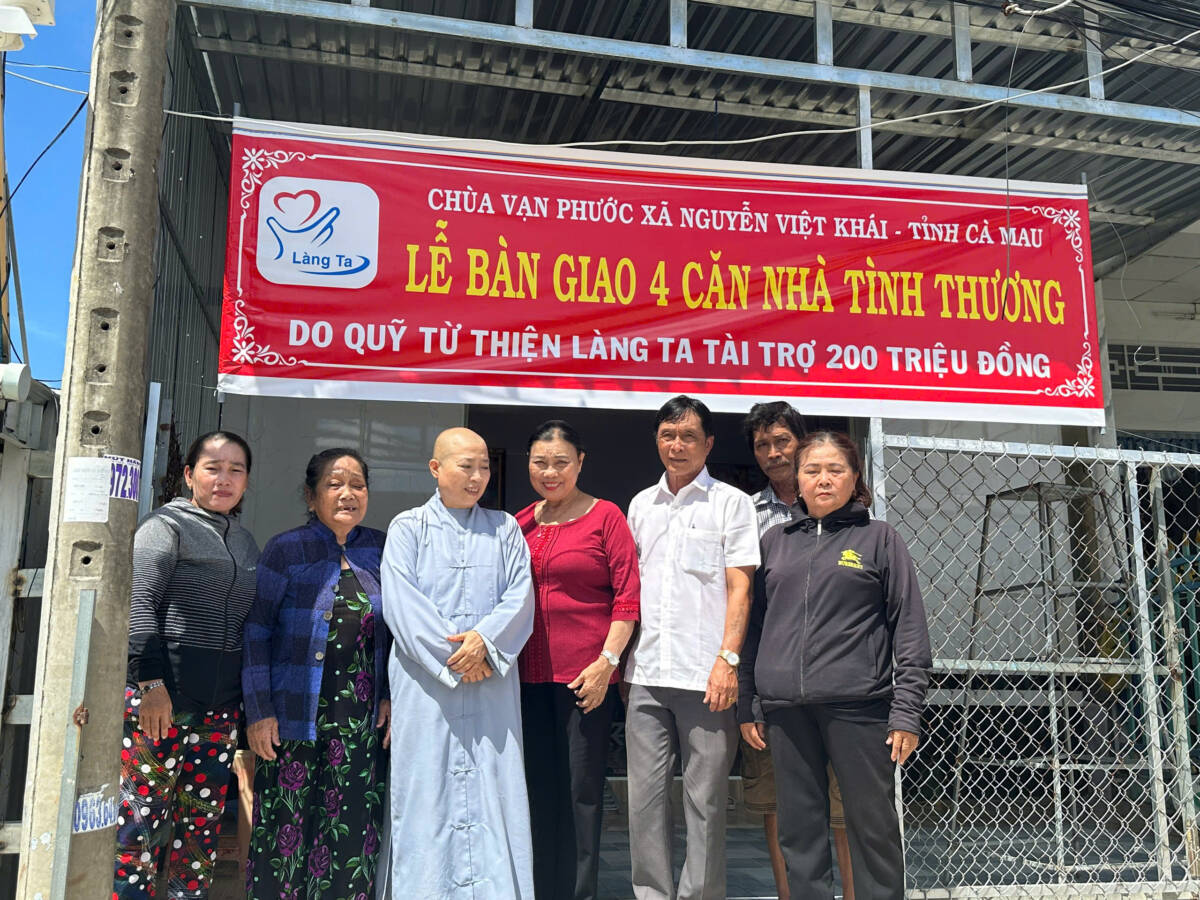 CHÙA VẠN PHƯỚC XÃ NGUYỄN VIỆT KHÁI - TỈNH CÀ MAU
LỄ BÀN GIAO 4 CĂN NHÀ TÌNH THƯƠNG
DO QUỸ TỪ THIỆN LÀNG TA TÀI TRỢ 200 TRIỆU ĐỒNG
Làng Ta